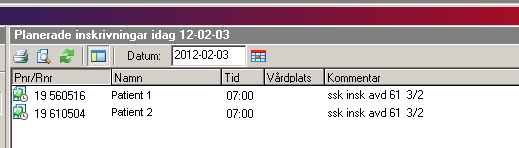 Planerade inskrivningar idag 12-02-03
Datum: 2012-02-03
Pnr/Rnr Namn Tid Vårdplats Kommentar
19 560516 Patient 1 07:00 ssk insk avd 61 3/2
19 610504 Patient 2 07:00 ssk insk avd 61 3/2